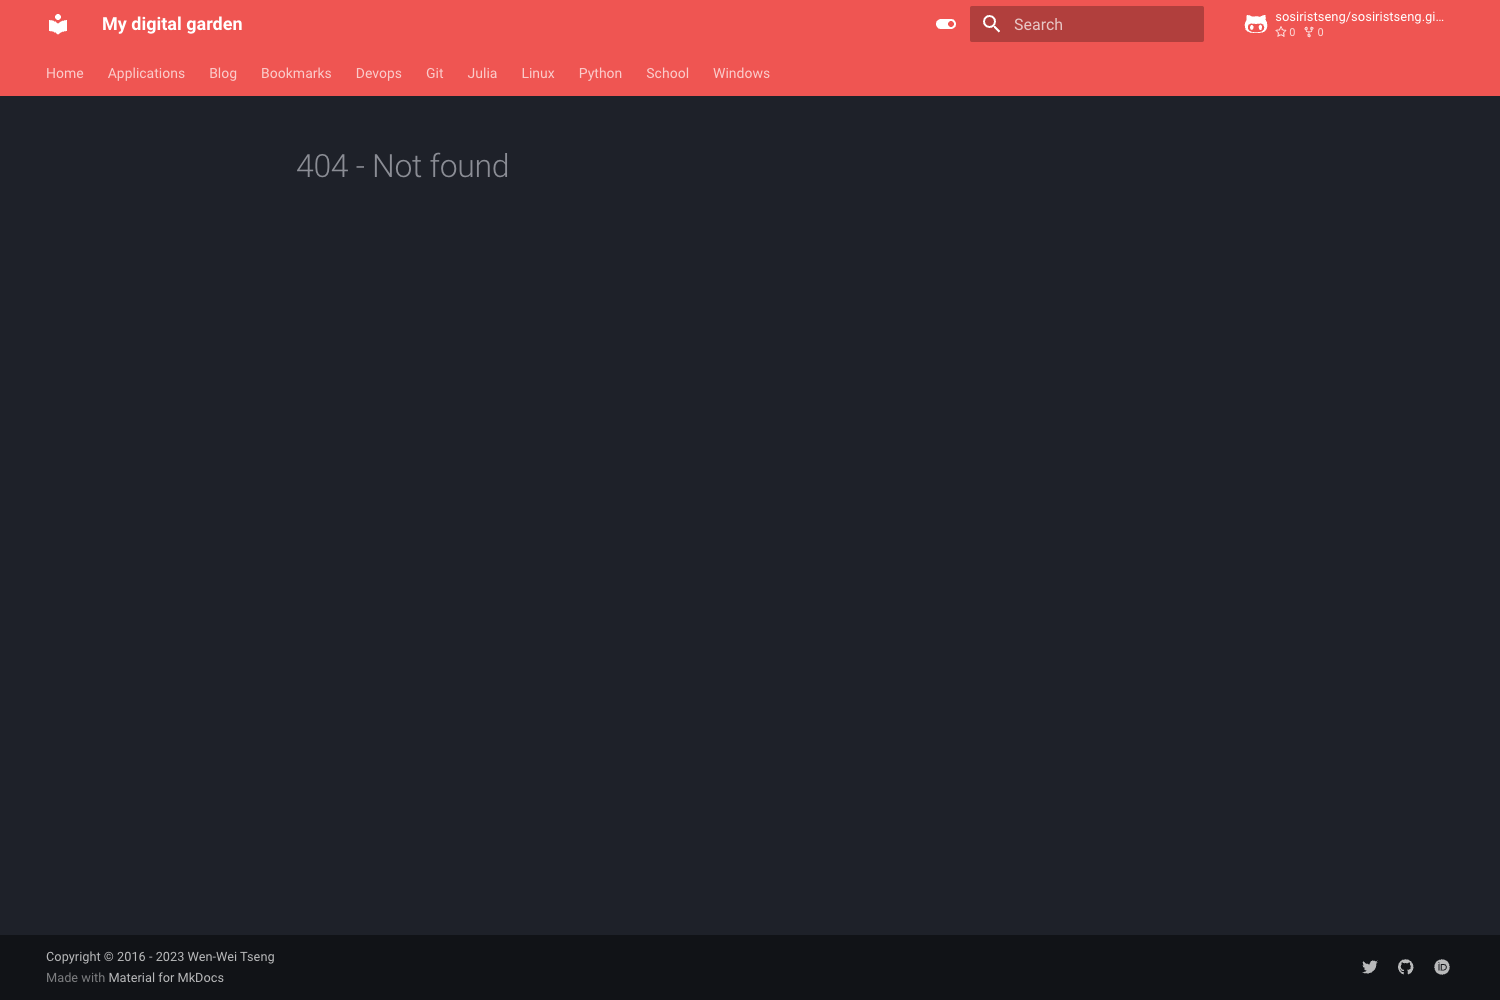 My digital garden
Search
sosiristseng/sosiristseng.gi…
0 0
Home Applications Blog Bookmarks Devops Git Julia Linux Python School Windows
404 - Not found
Copyright © 2016 - 2023 Wen-Wei Tseng
Made with Material for MkDocs
iD